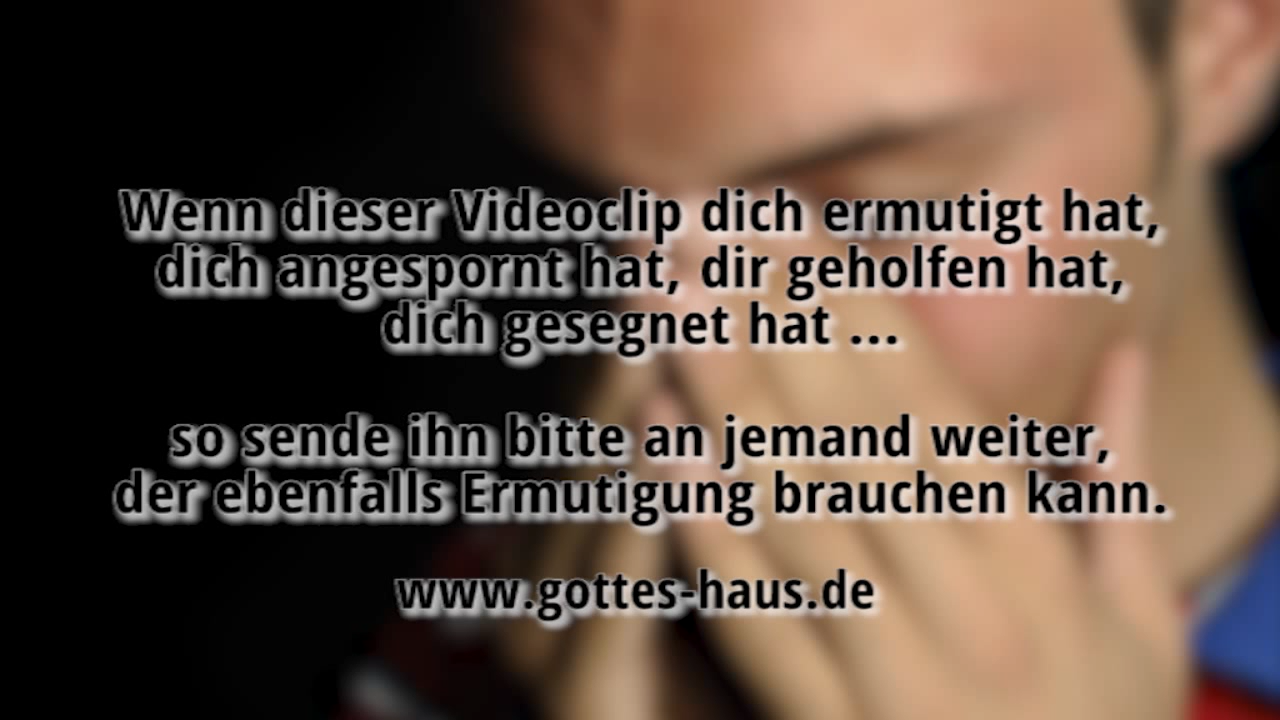 Wenn dieser Videoclip dich ermutigt hat,
dich angespornt hat, dir geholfen hat,
dich gesegnet hat ...
so sende ihn bitte an jemand weiter,
der ebenfalls Ermutigung brauchen kann.
www.gottes-haus.de